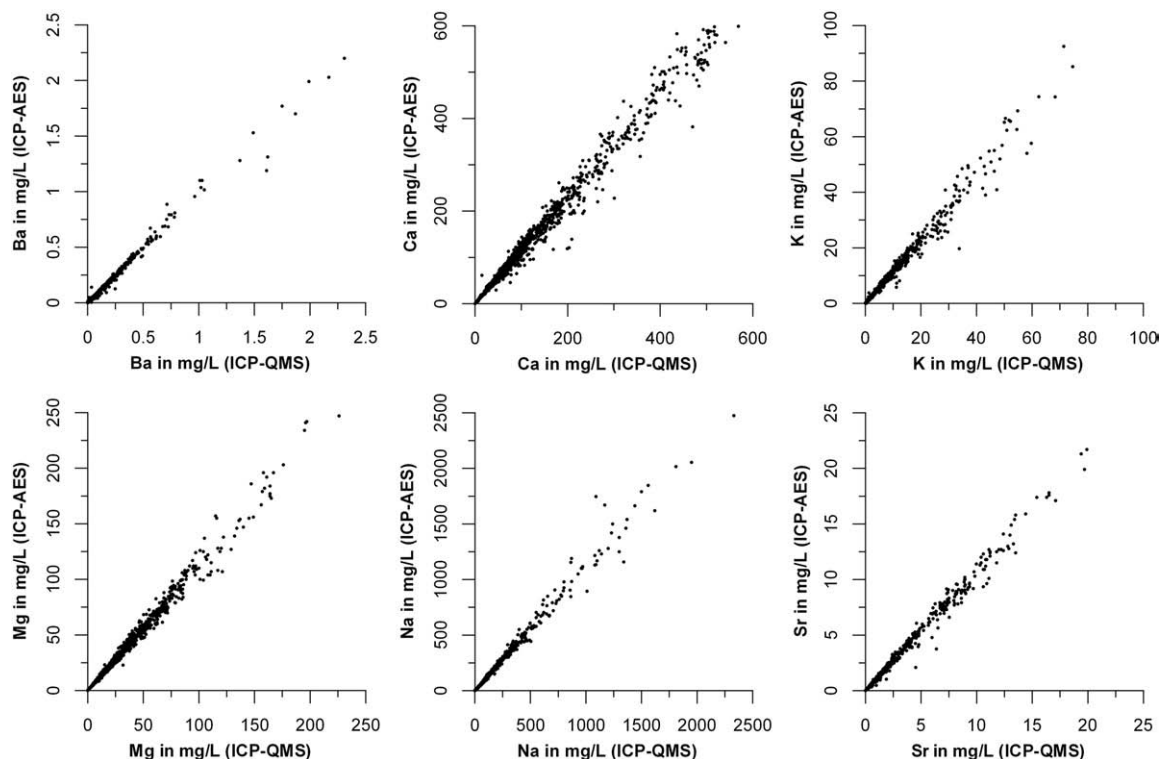 Ba in mg/L (ICP-AES)
2.5
2
1.5
1
0.5
0
0 0.5 1 1.5 2 2.5
Ba in mg/L (ICP-QMS)
Ca in mg/L (ICP-AES)
600
400
200
0
0 200 400 600
Ca in mg/L (ICP-QMS)
K in mg/L (ICP-AES)
100
80
60
40
20
0
0 20 40 60 80 100
K in mg/L (ICP-QMS)
Mg in mg/L (ICP-AES)
250
200
150
100
50
0
0 50 100 150 200 250
Mg in mg/L (ICP-QMS)
Na in mg/L (ICP-AES)
2500
2000
1500
1000
500
0
0 500 1000 1500 2000 2500
Na in mg/L (ICP-QMS)
Sr in mg/L (ICP-AES)
25
20
15
10
5
0
0 5 10 15 20 25
Sr in mg/L (ICP-QMS)